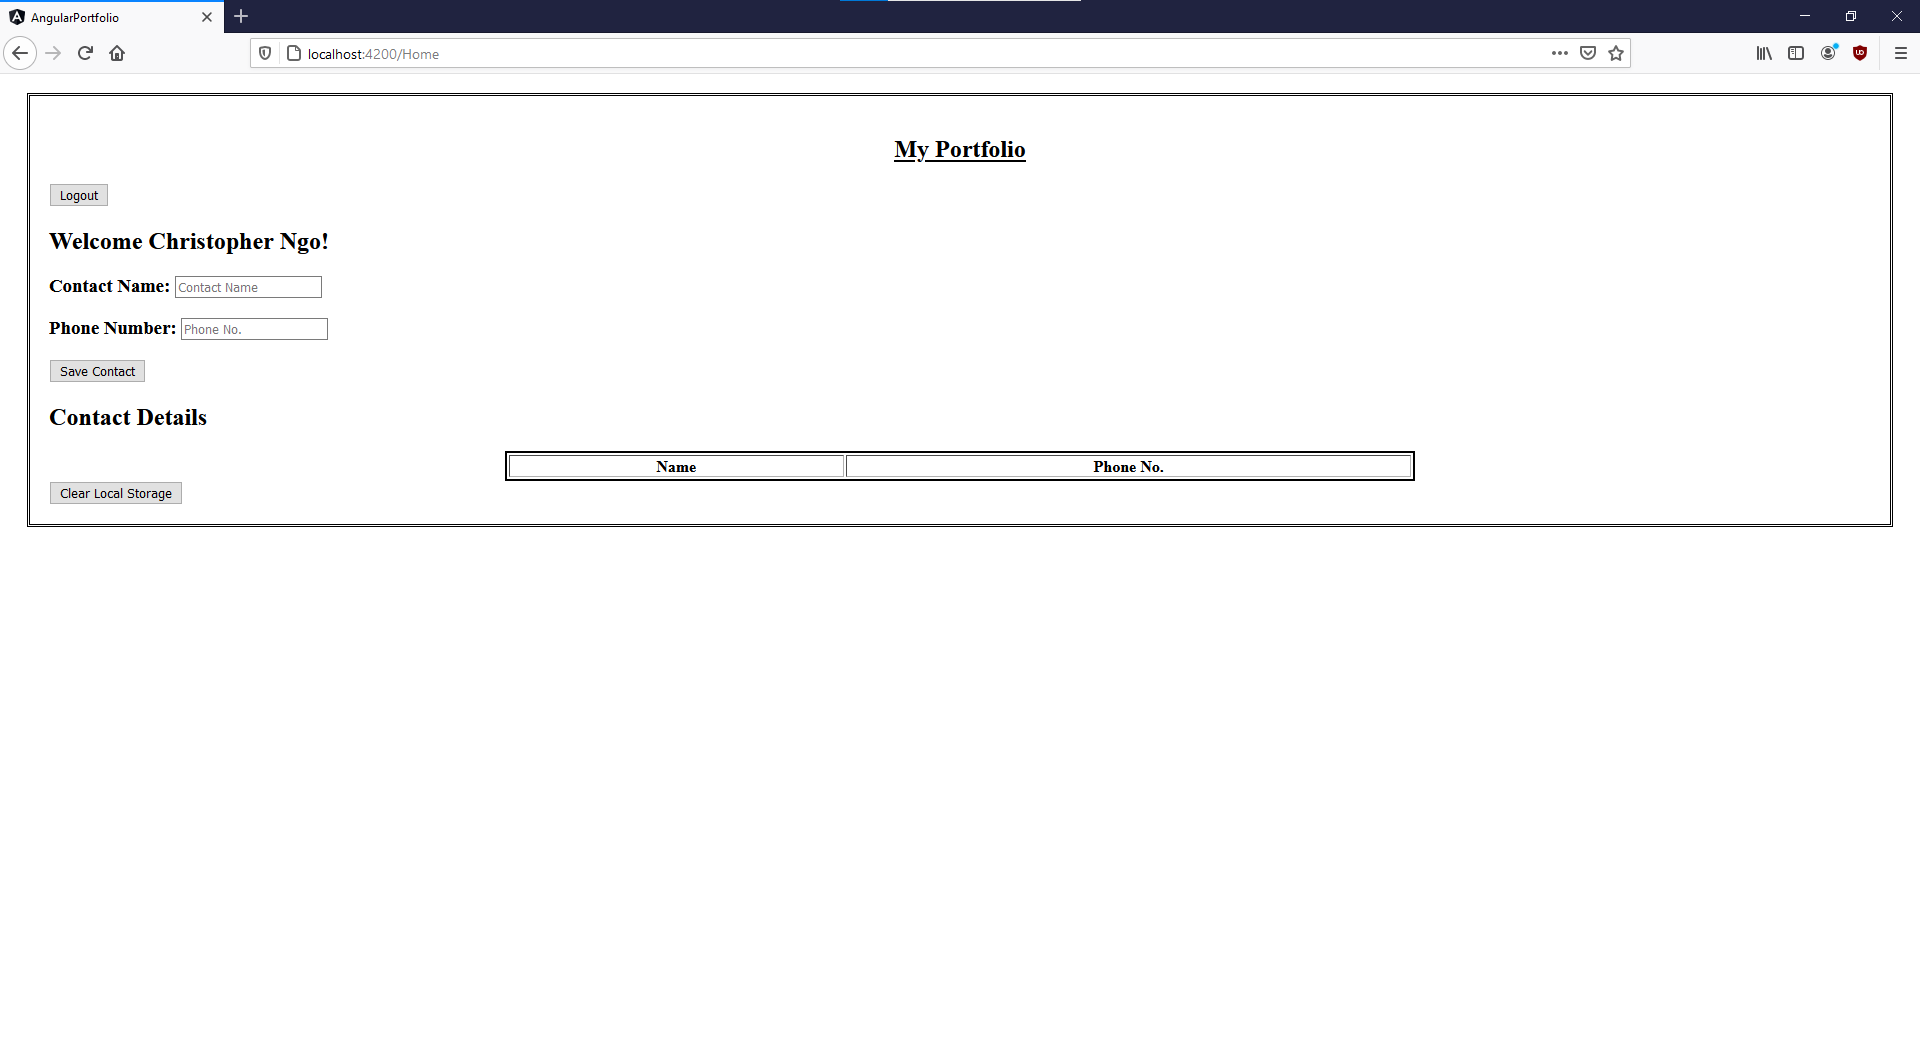 AngularPortfolio
localhost:4200/Home
My Portfolio
Logout
Welcome Christopher Ngo!
Contact Name: Contact Name
Phone Number: Phone No.
Save Contact
Contact Details
Name Phone No.
Clear Local Storage